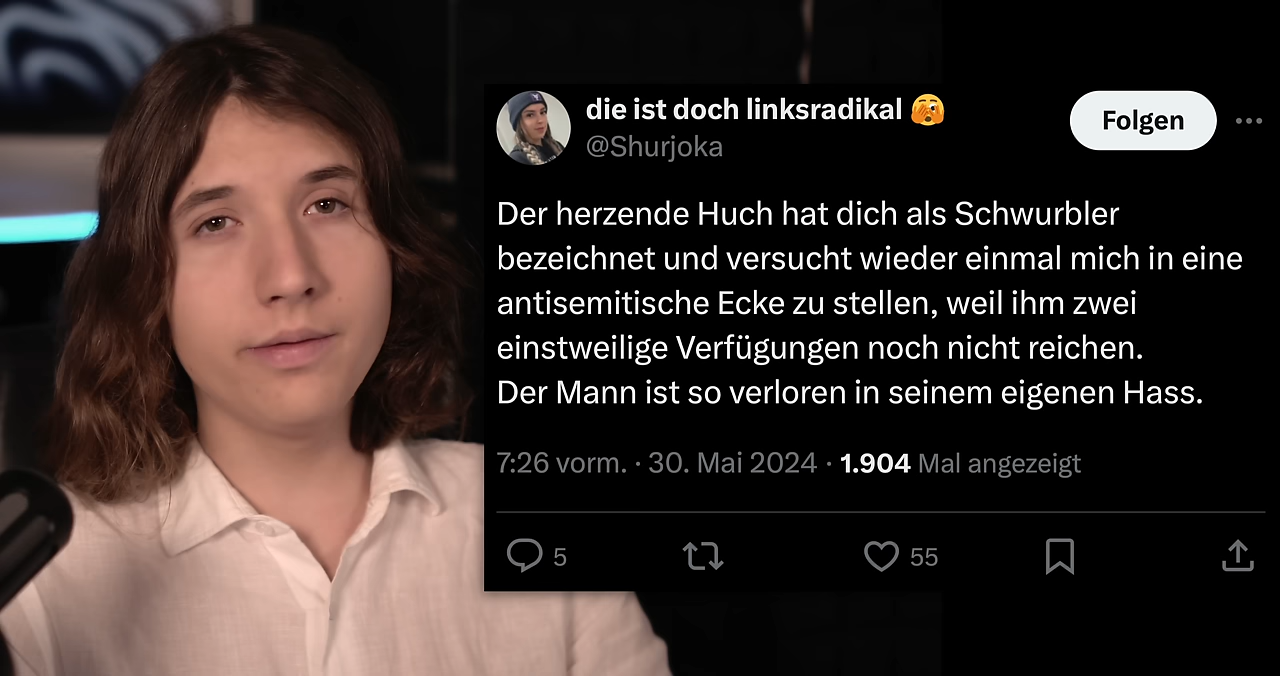 die ist doch linksradikal 🫣
@Shurjoka
Folgen
Der herzende Huch hat dich als Schwurbler
bezeichnet und versucht wieder einmal mich in eine
antisemitische Ecke zu stellen, weil ihm zwei
einstweilige Verfügungen noch nicht reichen.
Der Mann ist so verloren in seinem eigenen Hass.
7:26 vorm. · 30. Mai 2024 · 1.904 Mal angezeigt
5
55